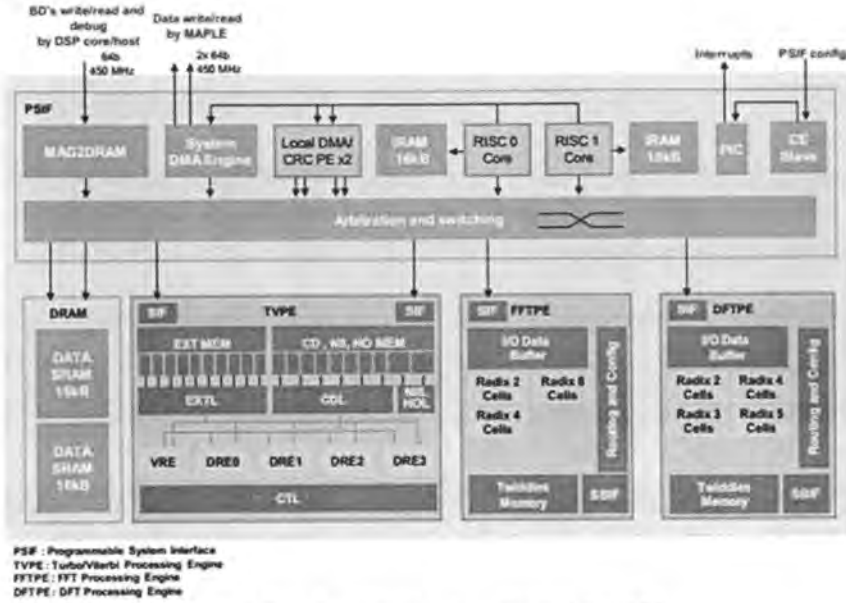 BD's write/read and
debug
by DSP core/host
64b
450 MHz
Data write/read
by MAPLE
2x 64b
450 MHz
Interrupts
PSIF config
PSIF
MAG2DRAM
System
DMA Engine
Local DMA/
CRC PE x2
IRAM
16kB
RISC 0
Core
RISC 1
Core
IRAM
16kB
PIC
CE
Slave
Arbitration and switching
DRAM
DATA
SRAM
16kB
DATA
SRAM
16kB
SIF
TVPE
SIF
EXT MEM
CD, NII, HO MEM
EXTL
CDL
NII,
HOL
VRE
DRE0
DRE1
DRE2
DRE3
CTL
SIF
FFTPE
I/O Data
Buffer
Radix 2
Cells
Radix 8
Cells
Radix 4
Cells
Routing and Config
Twiddles
Memory
SBIF
SIF
DFTPE
I/O Data
Buffer
Radix 2
Cells
Radix 4
Cells
Radix 3
Cells
Radix 5
Cells
Routing and Config
Twiddles
Memory
SBIF
PSIF : Programmable System Interface
TVPE : Turbo/Viterbi Processing Engine
FFTPE : FFT Processing Engine
DFTPE : DFT Processing Engine